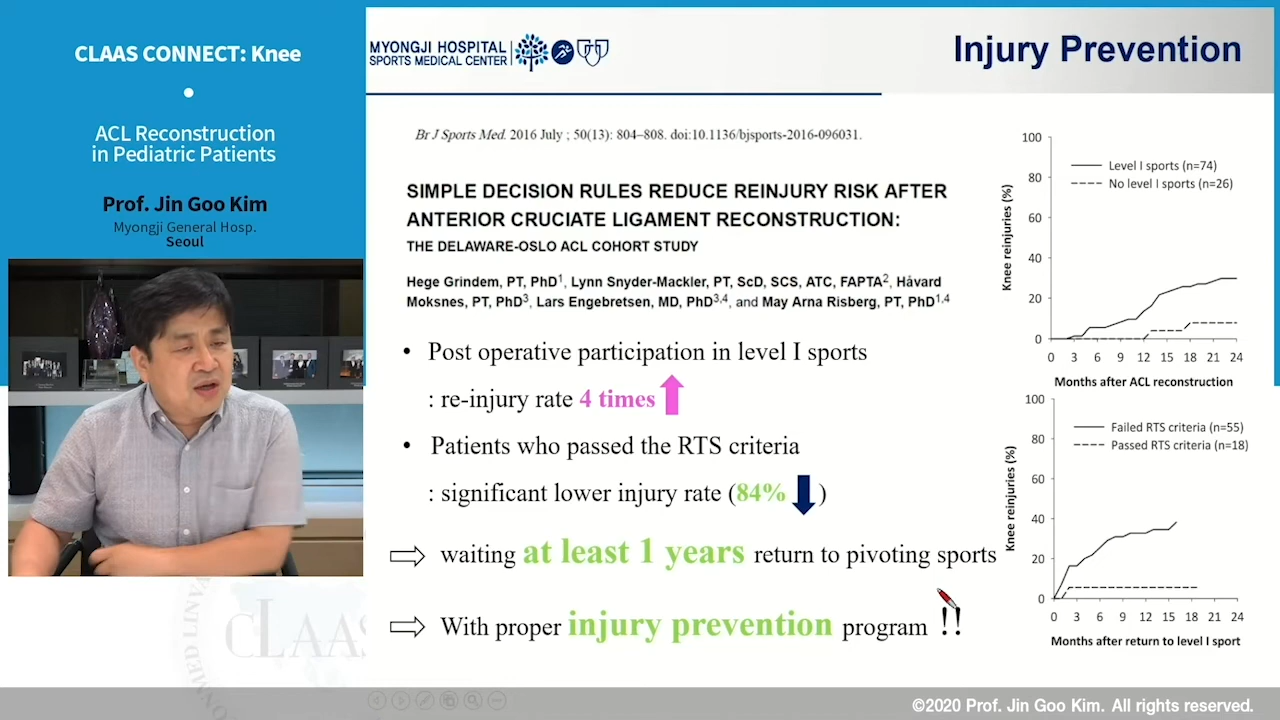 CLAAS CONNECT: Knee
ACL Reconstruction
in Pediatric Patients
Prof. Jin Goo Kim
Myongji General Hosp.
Seoul
MYONGJI HOSPITAL
SPORTS MEDICAL CENTER
Injury Prevention
Br J Sports Med. 2016 July ; 50(13): 804–808. doi:10.1136/bjsports-2016-096031.
SIMPLE DECISION RULES REDUCE REINJURY RISK AFTER
ANTERIOR CRUCIATE LIGAMENT RECONSTRUCTION:
THE DELAWARE-OSLO ACL COHORT STUDY
Hege Grindem, PT, PhD1, Lynn Snyder-Mackler, PT, ScD, SCS, ATC, FAPTA2, Håvard
Moksnes, PT, PhD3, Lars Engebretsen, MD, PhD3,4, and May Arna Risberg, PT, PhD1,4
• Post operative participation in level I sports
: re-injury rate 4 times
• Patients who passed the RTS criteria
: significant lower injury rate (84% )
⇨ waiting at least 1 years return to pivoting sports
⇨ With proper injury prevention program !!
Knee reinjuries (%)
100
80
60
40
20
0
Level I sports (n=74)
No level I sports (n=26)
0 3 6 9 12 15 18 21 24
Months after ACL reconstruction
Knee reinjuries (%)
100
80
60
40
20
0
Failed RTS criteria (n=55)
Passed RTS criteria (n=18)
0 3 6 9 12 15 18 21 24
Months after return to level I sport
CLAAS
©2020 Prof. Jin Goo Kim. All rights reserved.